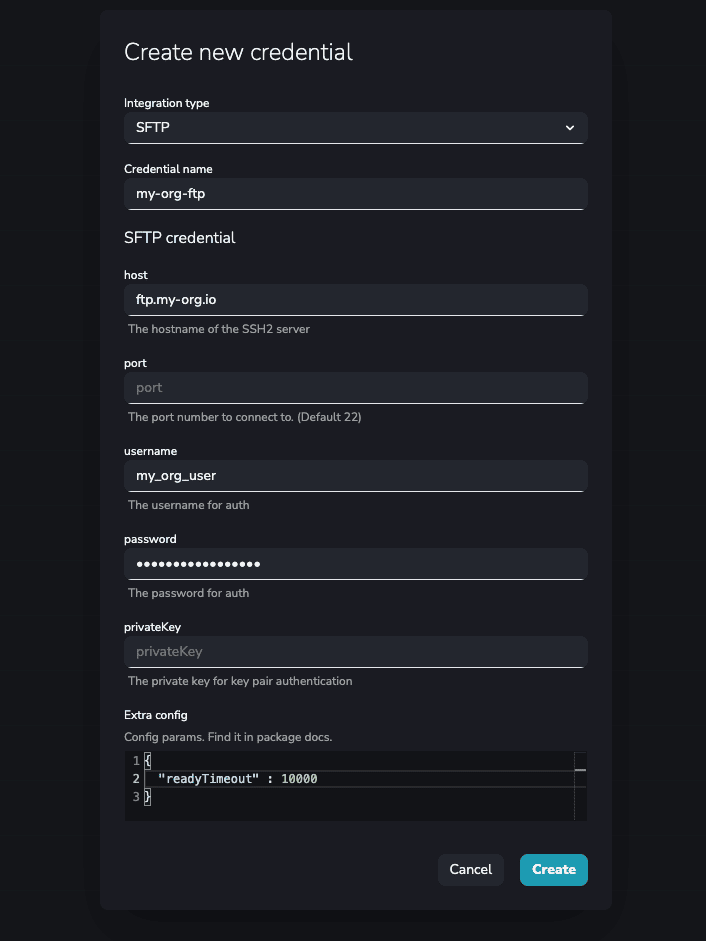 Create new credential
Integration type
SFTP
Credential name
my-org-ftp
SFTP credential
host
ftp.my-org.io
The hostname of the SSH2 server
port
port
The port number to connect to. (Default 22)
username
my_org_user
The username for auth
password
•••••••••••••••••
The password for auth
privateKey
privateKey
The private key for key pair authentication
Extra config
Config params. Find it in package docs.
1 {
2 "readyTimeout" : 10000
3 }
Cancel Create